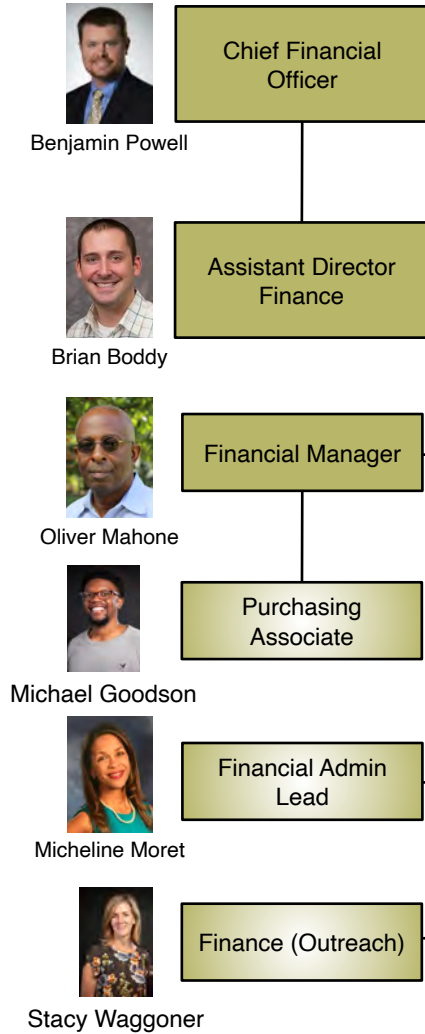 Chief Financial
Officer
Benjamin Powell
Assistant Director
Finance
Brian Boddy
Financial Manager
Oliver Mahone
Purchasing
Associate
Michael Goodson
Financial Admin
Lead
Micheline Moret
Finance (Outreach)
Stacy Waggoner